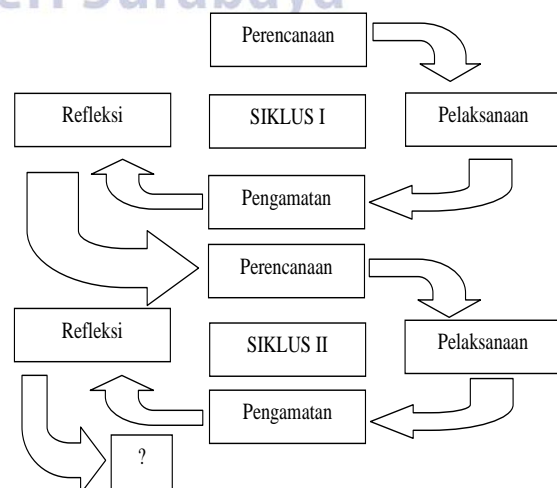 Perencanaan
Refleksi
SIKLUS I
Pelaksanaan
Pengamatan
Perencanaan
Refleksi
SIKLUS II
Pelaksanaan
Pengamatan
?